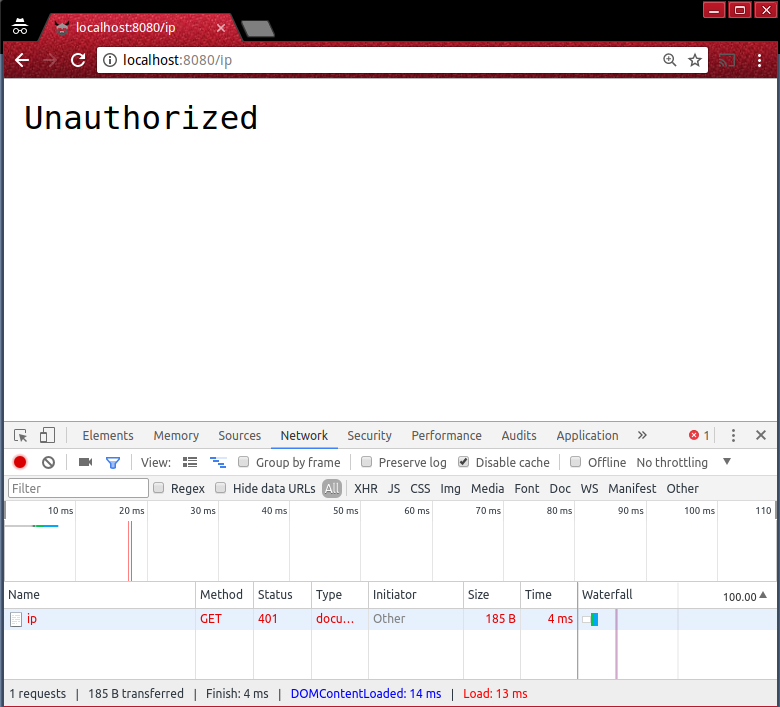 localhost:8080/ip
localhost:8080/ip
Unauthorized
Elements Memory Sources Network Security Performance Audits Application » 1
View: Group by frame Preserve log Disable cache Offline No throttling
Filter Regex Hide data URLs All XHR JS CSS Img Media Font Doc WS Manifest Other
10 ms 20 ms 30 ms 40 ms 50 ms 60 ms 70 ms 80 ms 90 ms 100 ms 110
Name Method Status Type Initiator Size Time Waterfall 100.00
ip GET 401 docu… Other 185 B 4 ms
1 requests | 185 B transferred | Finish: 4 ms | DOMContentLoaded: 14 ms | Load: 13 ms